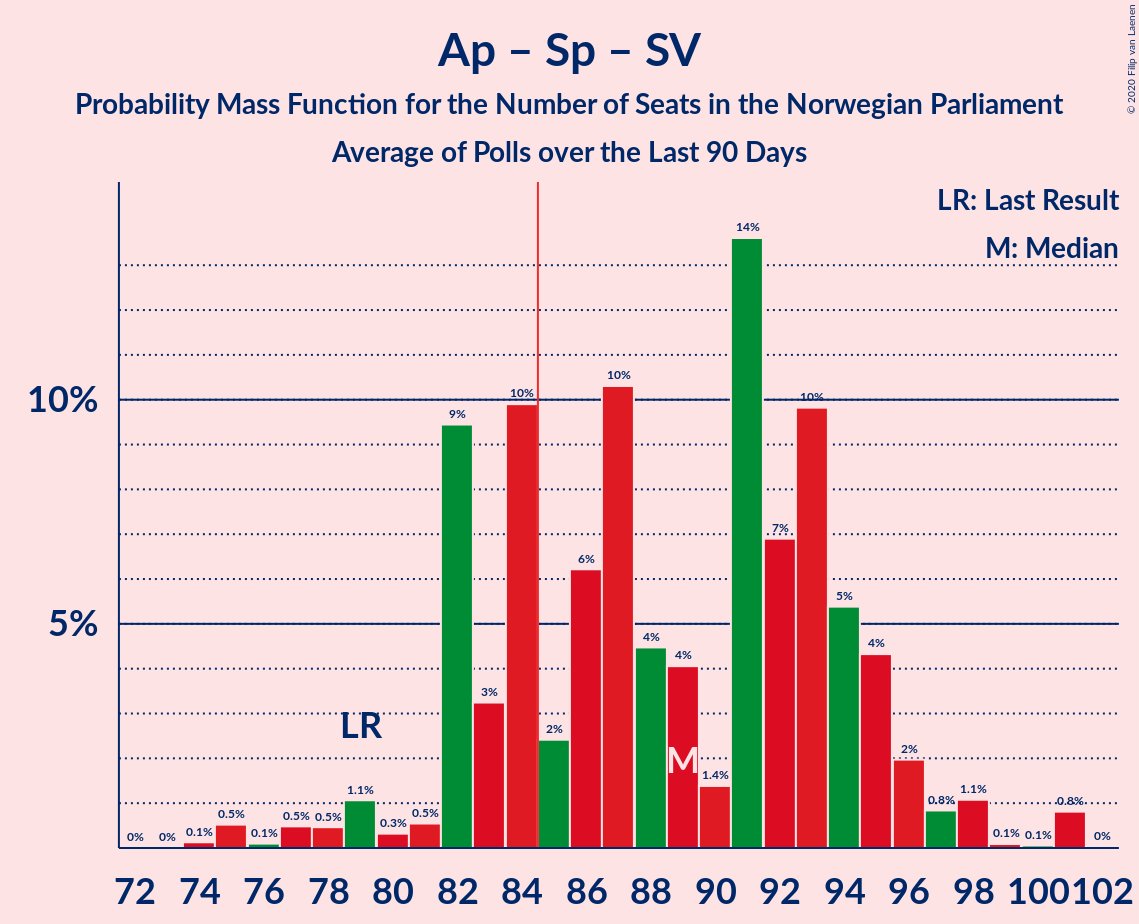 Ap – Sp – SV
Probability Mass Function for the Number of Seats in the Norwegian Parliament
Average of Polls over the Last 90 Days
© 2020 Filip van Laenen
LR: Last Result
M: Median
10%
5%
0% 0% 0.1% 0.5% 0.1% 0.5% 0.5% 1.1% 0.3% 0.5% 9% 3% 10% 2% 6% 10% 4% 4% 1.4% 14% 7% 10% 5% 4% 2% 0.8% 1.1% 0.1% 0.1% 0.8% 0%
LR
M
72 74 76 78 80 82 84 86 88 90 92 94 96 98 100 102